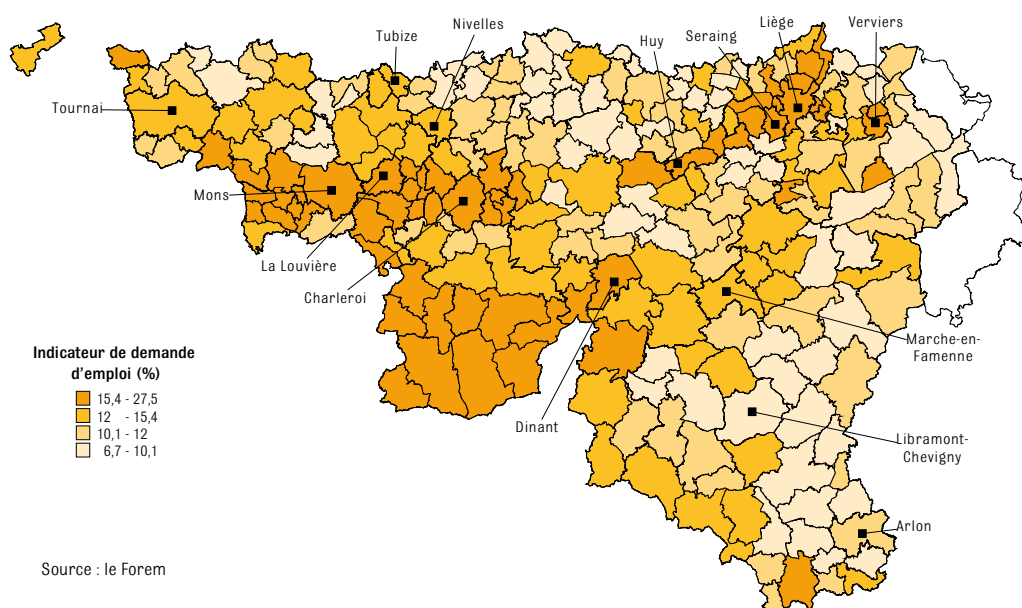 Nivelles
Tubize
Liège
Verviers
Seraing
Huy
Tournai
Mons
La Louvière
Charleroi
Dinant
Marche-en-
Famenne
Libramont-
Chevigny
Arlon
Indicateur de demande
d'emploi (%)
15,4 - 27,5
12 - 15,4
10,1 - 12
6,7 - 10,1
Source : le Forem